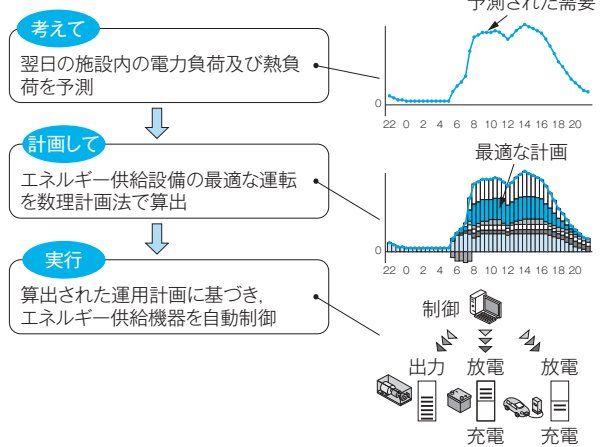 考えて
翌日の施設内の電力負荷及び熱負
荷を予測
予測された需要
0
22 0 2 4 6 8 10 12 14 16 18 20
計画して
エネルギー供給設備の最適な運転
を数理計画法で算出
最適な計画
0
22 0 2 4 6 8 10 12 14 16 18 20
実行
算出された運用計画に基づき,
エネルギー供給機器を自動制御
制御
出力 放電 放電
充電 充電